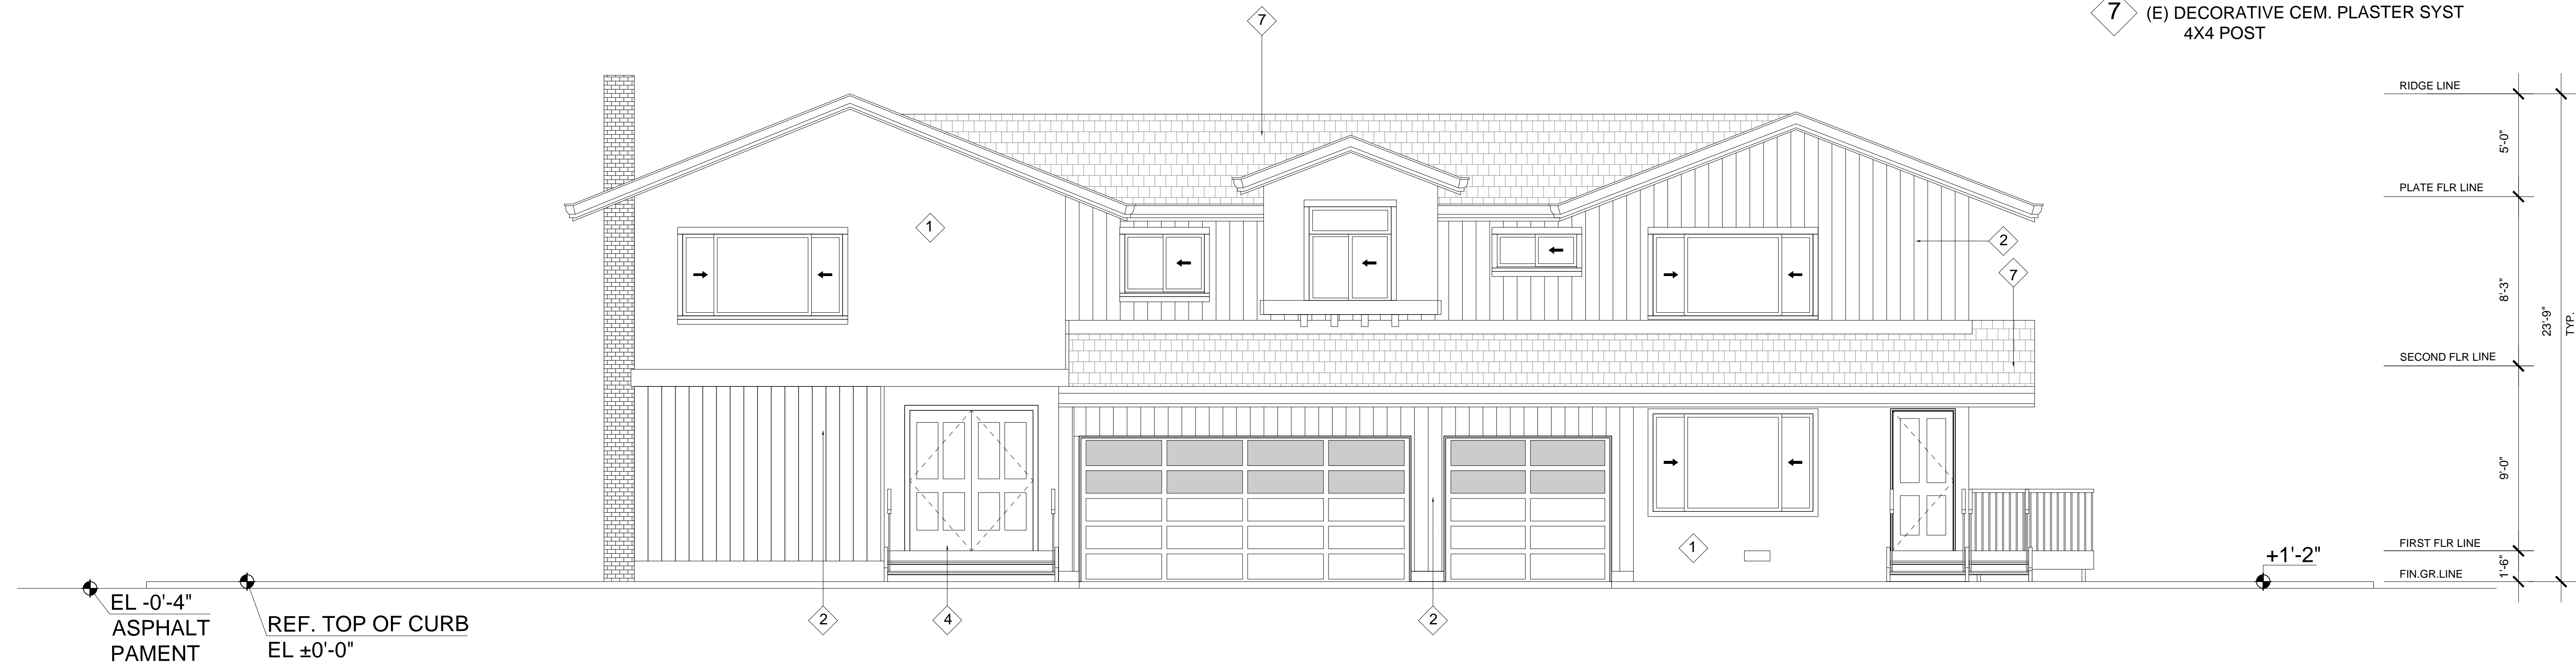 7
7 (E) DECORATIVE CEM. PLASTER SYST
4X4 POST
RIDGE LINE
5'-0"
PLATE FLR LINE
1
2
7
8'-3"
23'-9"
TYP.
SECOND FLR LINE
9'-0"
1
FIRST FLR LINE
+1'-2"
1'-6"
FIN.GR.LINE
EL -0'-4"
ASPHALT
PAMENT
REF. TOP OF CURB
EL ±0'-0"
2
4
2